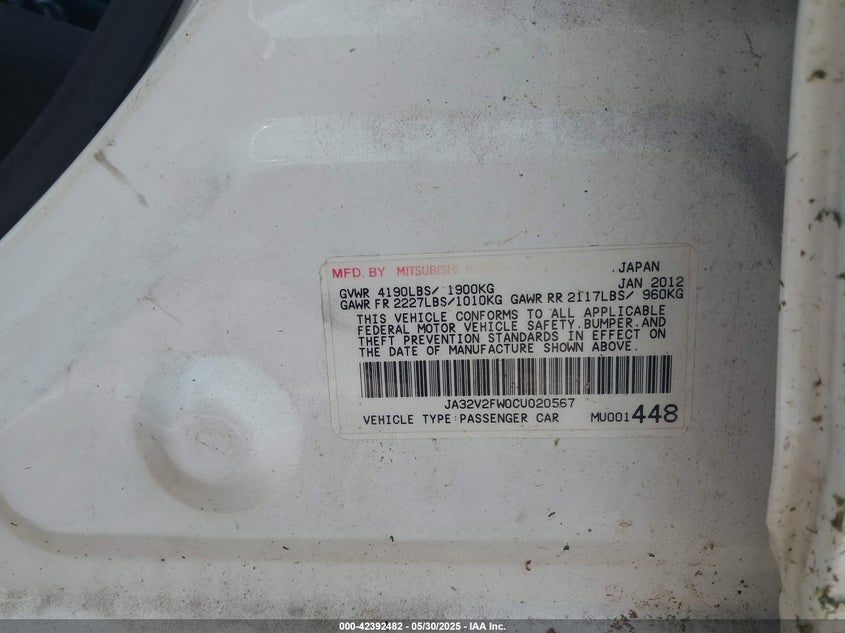 MFD. BY MITSUBISHI . JAPAN
GVWR 4190LBS/ 1900KG JAN 2012
GAWR FR 2227LBS/1010KG GAWR RR 2117LBS/ 960KG
THIS VEHICLE CONFORMS TO ALL APPLICABLE
FEDERAL MOTOR VEHICLE SAFETY.BUMPER.AND
THEFT PREVENTION STANDARDS IN EFFECT ON
THE DATE OF MANUFACTURE SHOWN ABOVE.
JA32V2FW0CU020567
VEHICLE TYPE:PASSENGER CAR MU001448
000-42392482 - 05/30/2025 - IAA Inc.